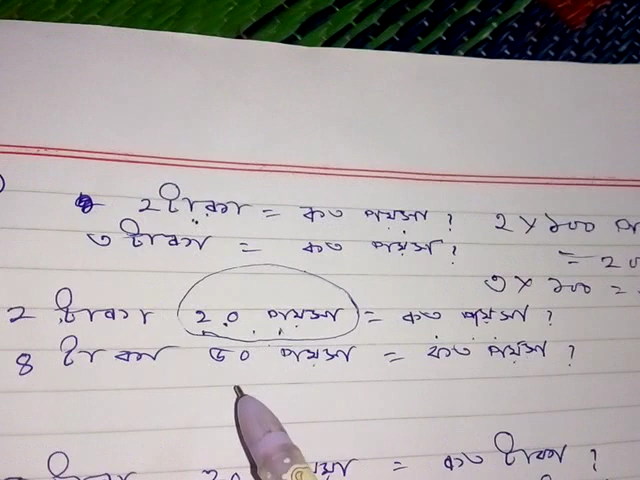 ২ টাকা = কত পয়সা ? ২ X ১০০
৩ টাকা = কত পয়সা ? = ২০
৩ X ১০০ =
২ টাকা ২০ পয়সা = কত পয়সা ?
৪ টাকা ৫০ পয়সা = কত পয়সা ?
= কত টাকা ?